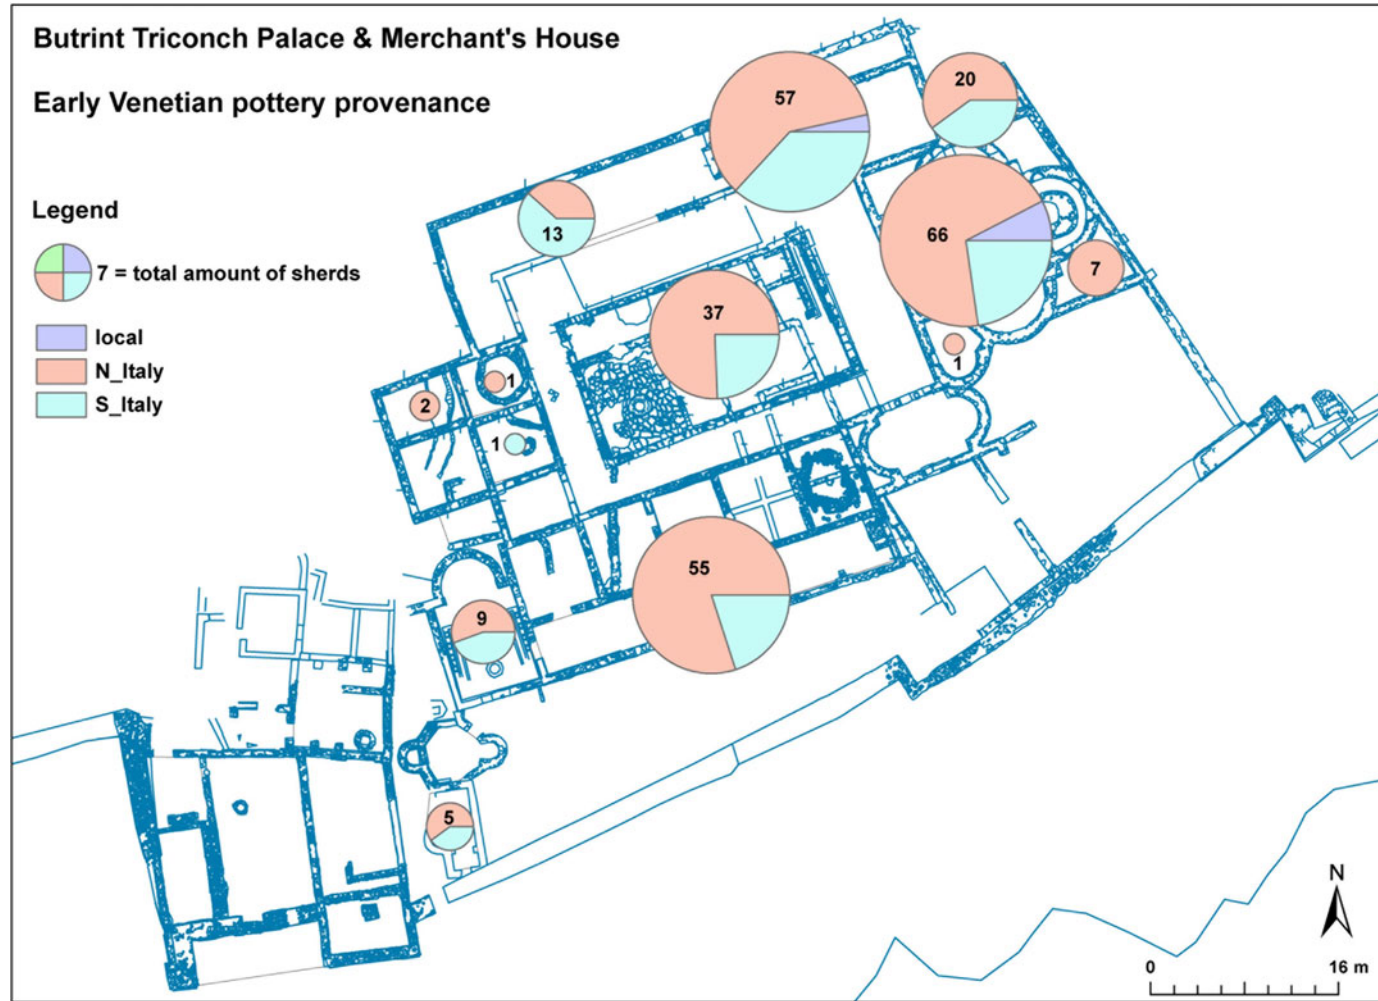 Butrint Triconch Palace & Merchant's House
Early Venetian pottery provenance
Legend
7 = total amount of sherds
local
N_Italy
S_Italy
57
20
13
66
7
37
1
1
2
1
55
9
5
N
0 16 m